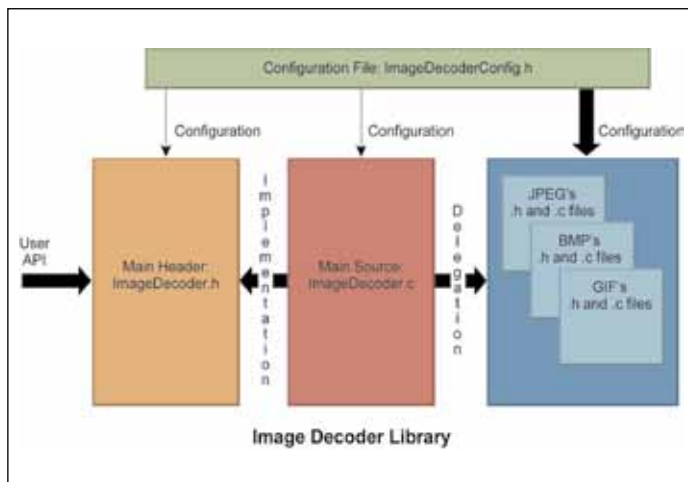 Configuration File: ImageDecoderConfig.h
Configuration
Configuration
Configuration
User
API
Main Header:
ImageDecoder.h
Implementation
Main Source:
ImageDecoder.c
Delegation
JPEG's
.h and .c files
BMP's
.h and .c files
GIF's
.h and .c files
Image Decoder Library